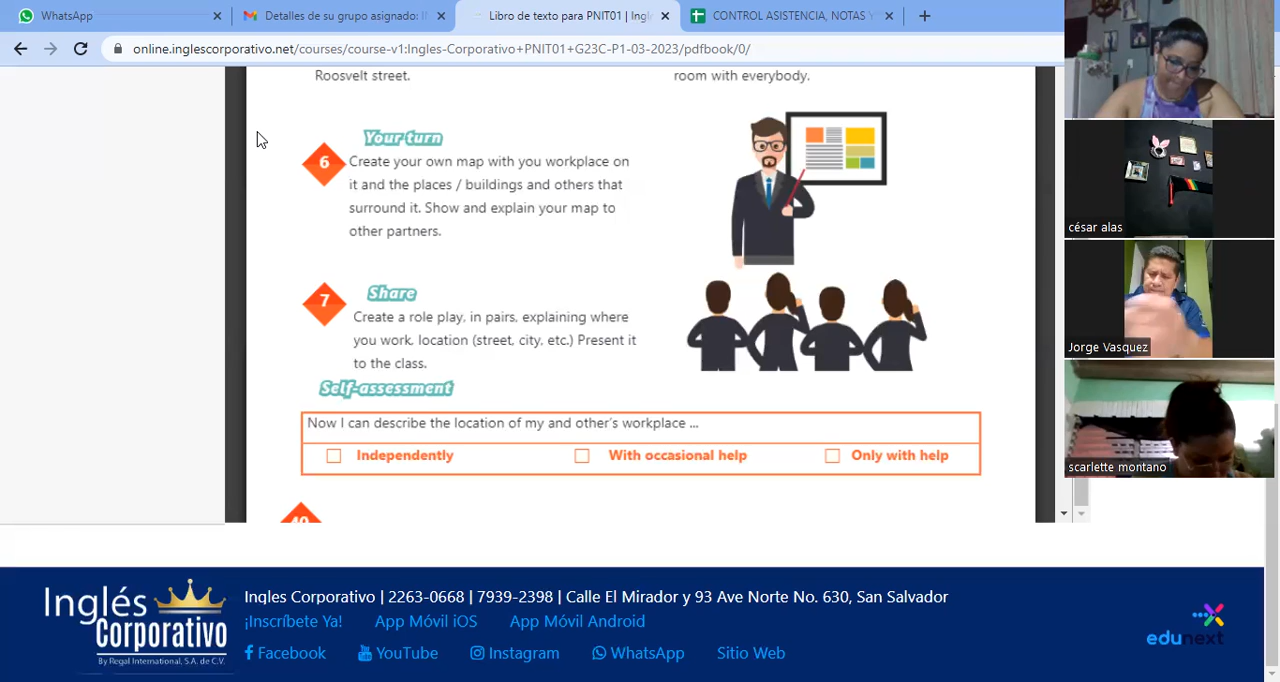 WhatsApp
Detalles de su grupo asignado: I
Libro de texto para PNIT01 | Ingl
CONTROL ASISTENCIA, NOTAS Y
online.inglescorporativo.net/courses/course-v1:Ingles-Corporativo+PNIT01+G23C-P1-03-2023/pdfbook/0/
Roosvelt street.
room with everybody.
6
Your turn
Create your own map with you workplace on
it and the places / buildings and others that
surround it. Show and explain your map to
other partners.
7
Share
Create a role play, in pairs, explaining where
you work, location (street, city, etc.) Present it
to the class.
Self-assessment
Now I can describe the location of my and other's workplace ...
Independently
With occasional help
Only with help
40
césar alas
Jorge Vasquez
scarlette montano
Inglés
Corporativo
By Regal International, S.A. de C.V.
Ingles Corporativo | 2263-0668 | 7939-2398 | Calle El Mirador y 93 Ave Norte No. 630, San Salvador
¡Inscríbete Ya!
App Móvil iOS
App Móvil Android
Facebook
YouTube
Instagram
WhatsApp
Sitio Web
edunext